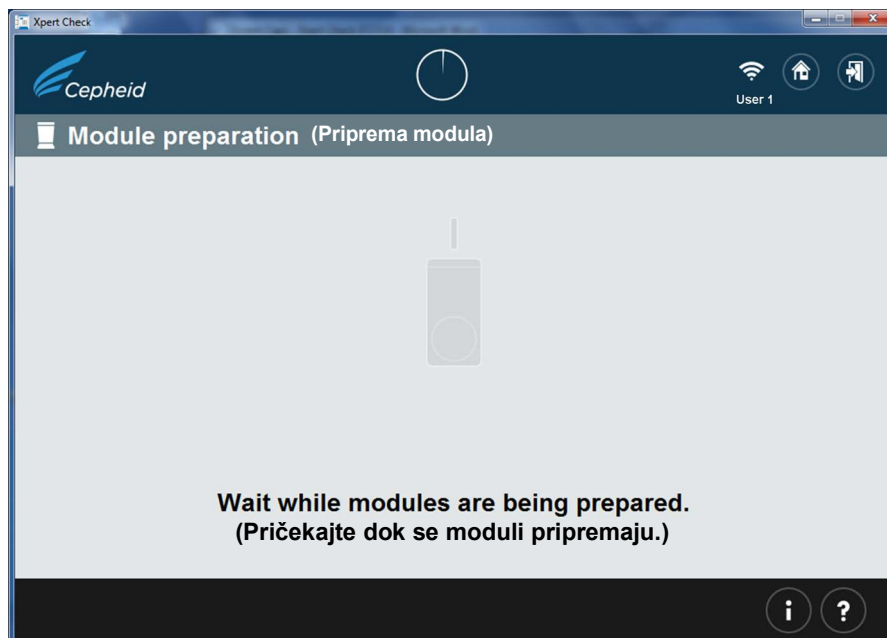 Xpert Check
Cepheid
User 1
Module preparation (Priprema modula)
Wait while modules are being prepared.
(Pričekajte dok se moduli pripremaju.)
i ?